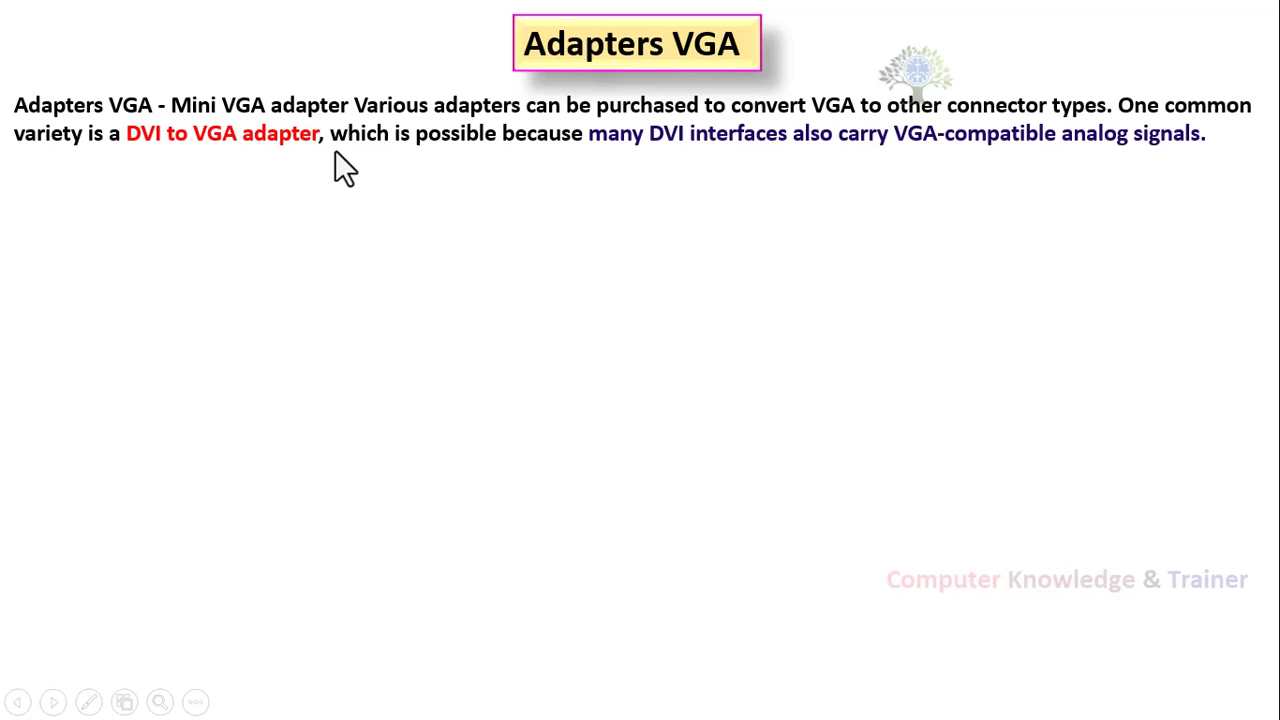 Adapters VGA
Adapters VGA - Mini VGA adapter Various adapters can be purchased to convert VGA to other connector types. One common
variety is a DVI to VGA adapter, which is possible because many DVI interfaces also carry VGA-compatible analog signals.
Computer Knowledge & Trainer